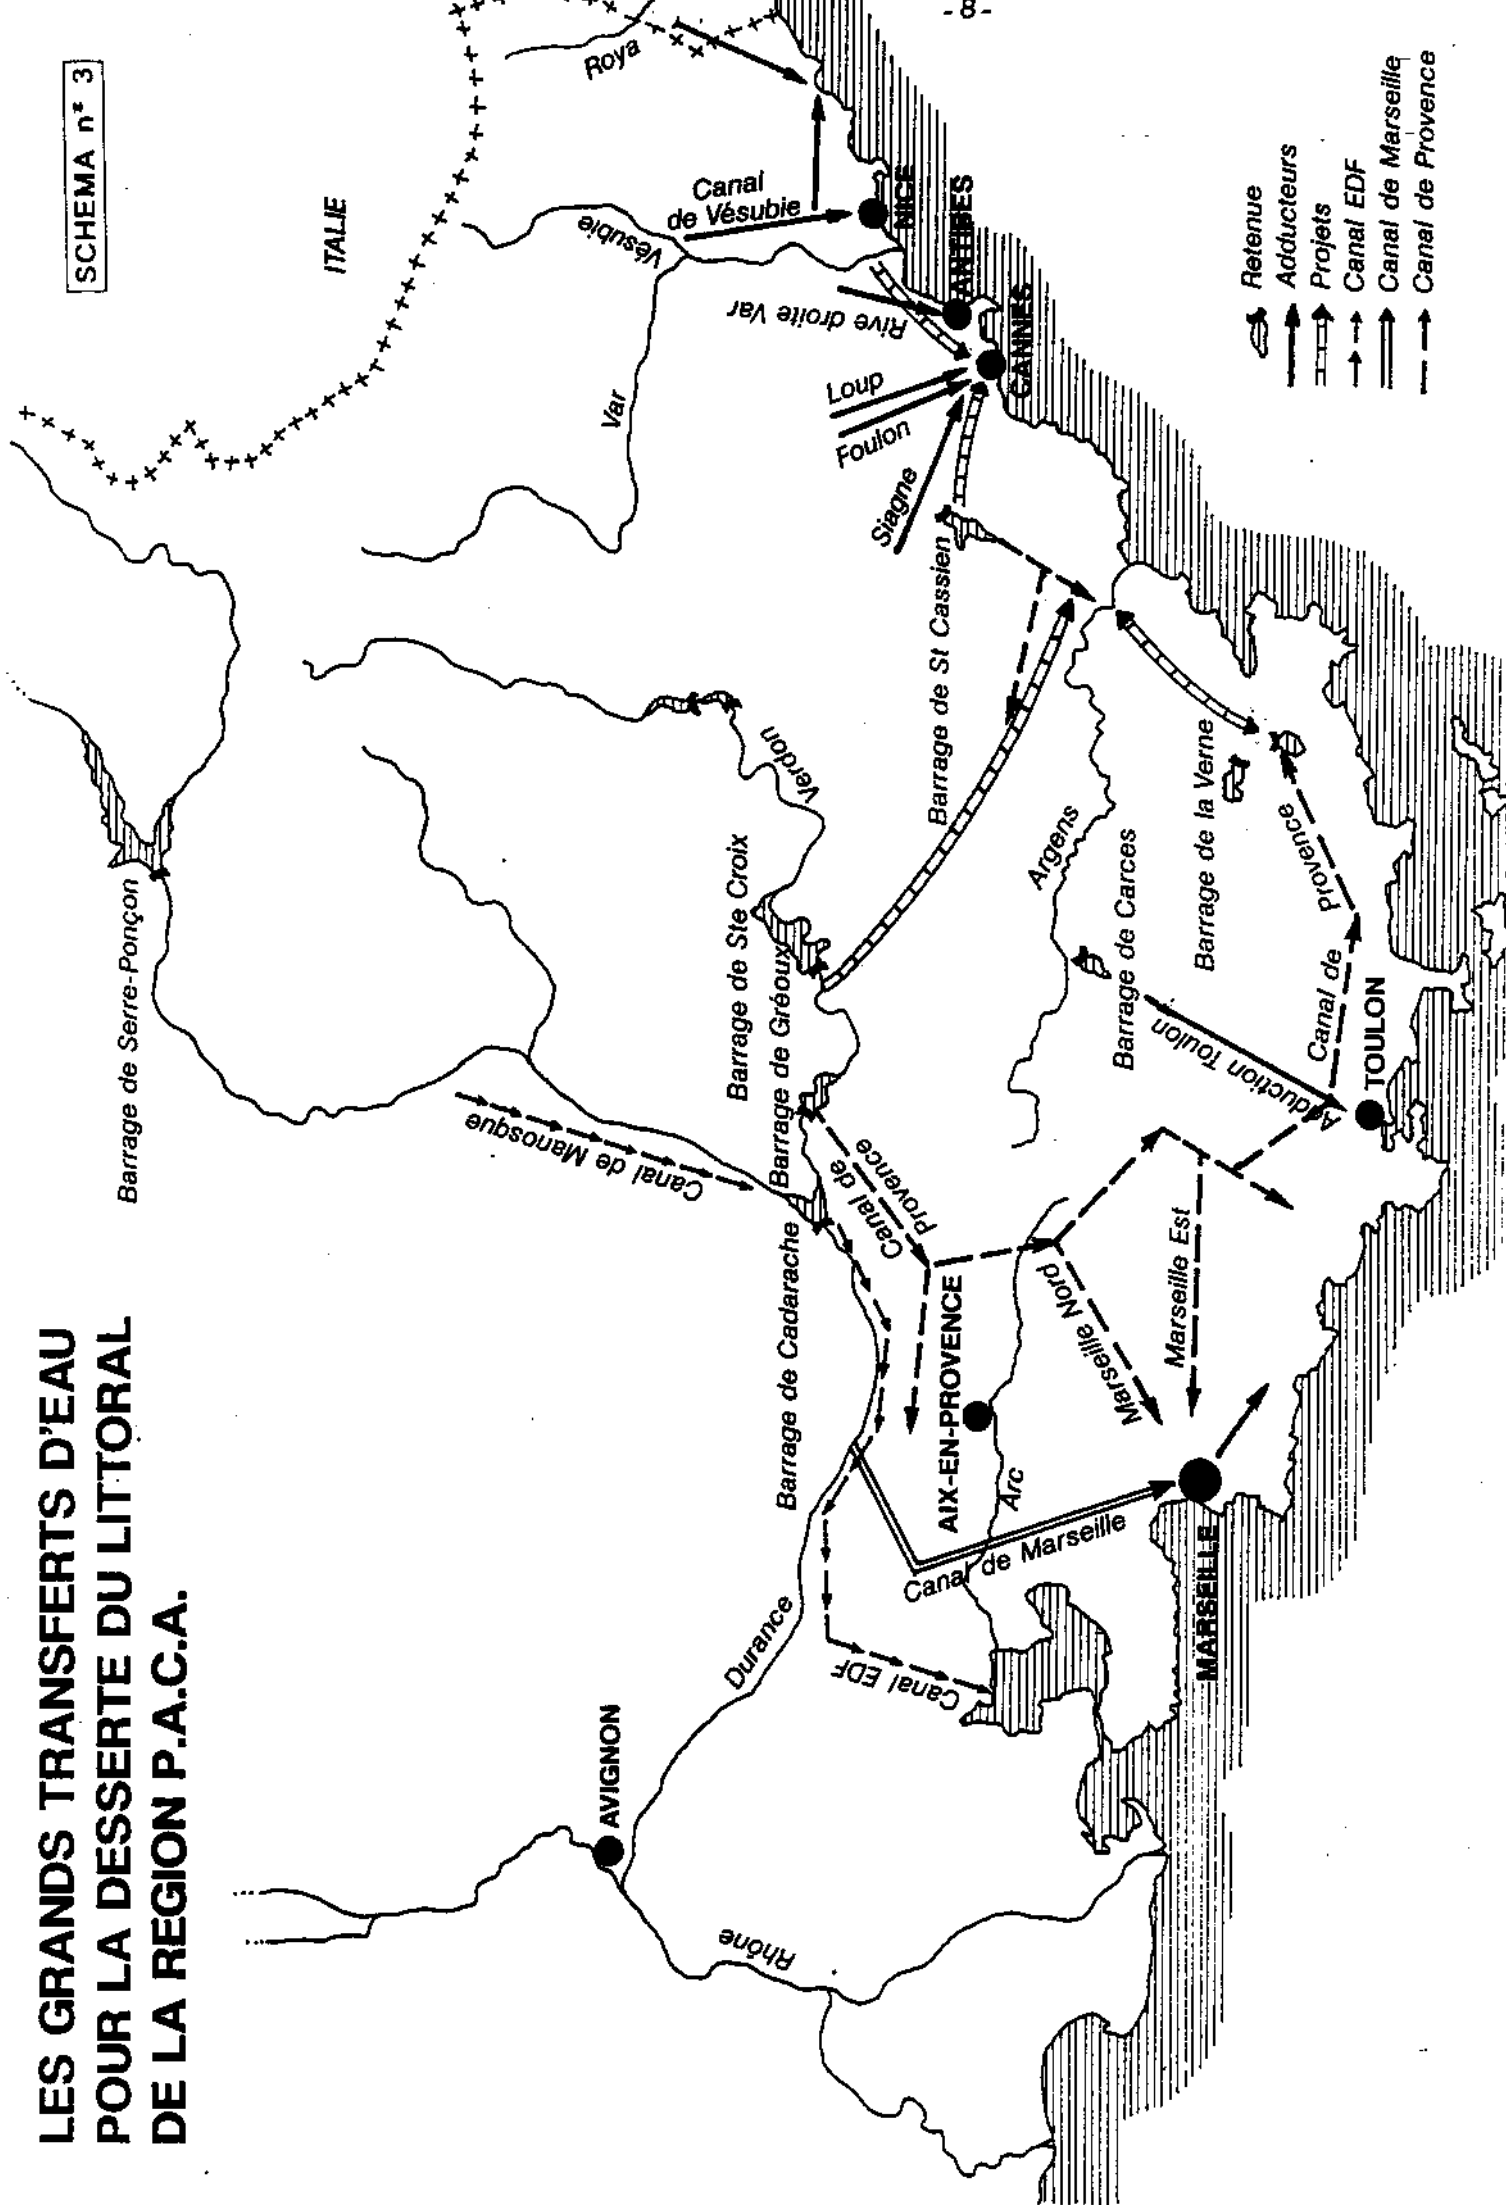 LES GRANDS TRANSFERTS D'EAU
POUR LA DESSERTE DU LITTORAL
DE LA REGION P.A.C.A.
SCHEMA n° 3
ITALIE
Roya
Barrage de Serre-Ponçon
Var
Vésubie
Canal
de Vésubie
NICE
Rive droite Var
ANTIBES
Loup
Foulon
CANNES
Siagne
Canal de Manosque
Verdon
Barrage de Ste Croix
Barrage de Gréoux
Barrage de St Cassien
AVIGNON
Durance
Barrage de Cadarache
Canal de
Provence
Rhône
Canal EDF
AIX-EN-PROVENCE
Arc
Argens
Canal de Marseille
Marseille Nord
Marseille Est
Barrage de Carces
Barrage de la Verne
Adduction Toulon
Canal de
Provence
MARSEILLE
TOULON
Retenue
Adducteurs
Projets
Canal EDF
Canal de Marseille
Canal de Provence
-8-